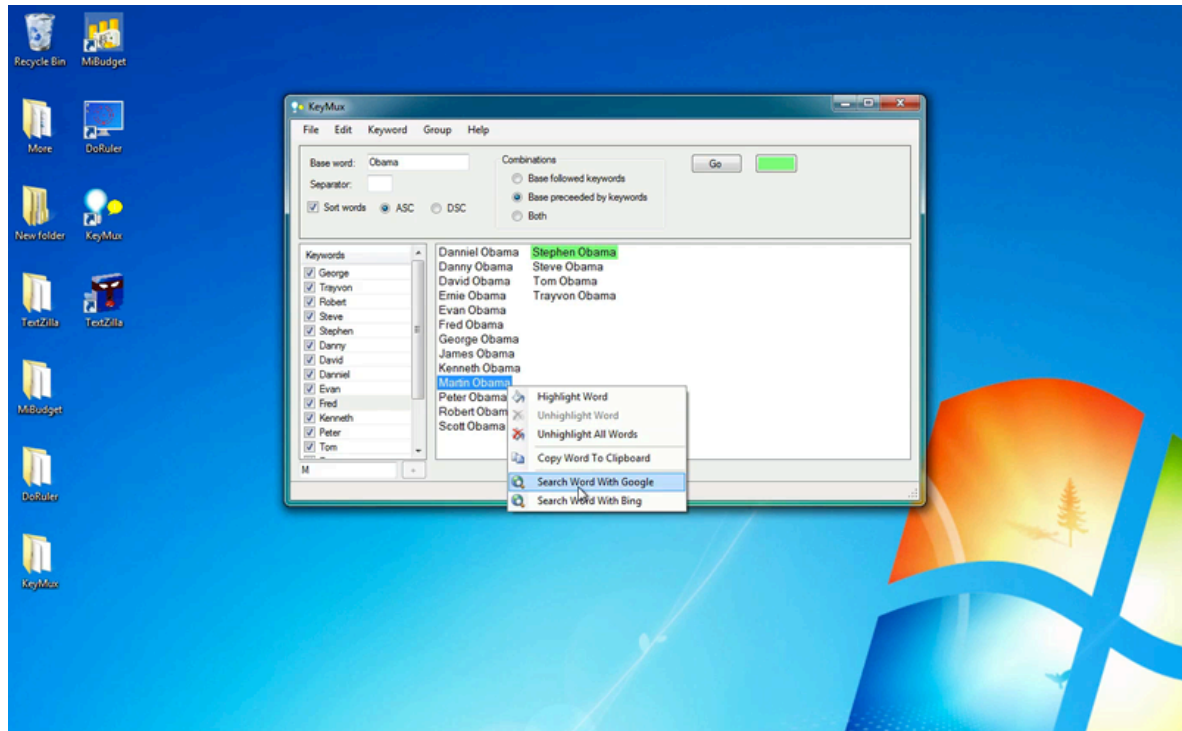 Recycle Bin
MiBudget
More
DoRuler
New folder
KeyMux
TextZilla
TextZilla
MiBudget
DoRuler
KeyMux
KeyMux
File Edit Keyword Group Help
Base word: Obama
Separator:
Sort words ASC DSC
Combinations
Base followed keywords
Base preceeded by keywords
Both
Go
Keywords
George
Trayvon
Robert
Steve
Stephen
Danny
David
Danniel
Evan
Fred
Kenneth
Peter
Tom
M +
Danniel Obama
Danny Obama
David Obama
Ernie Obama
Evan Obama
Fred Obama
George Obama
James Obama
Kenneth Obama
Martin Obama
Peter Obama
Robert Obam
Scott Obama
Stephen Obama
Steve Obama
Tom Obama
Trayvon Obama
Highlight Word
Unhighlight Word
Unhighlight All Words
Copy Word To Clipboard
Search Word With Google
Search Word With Bing